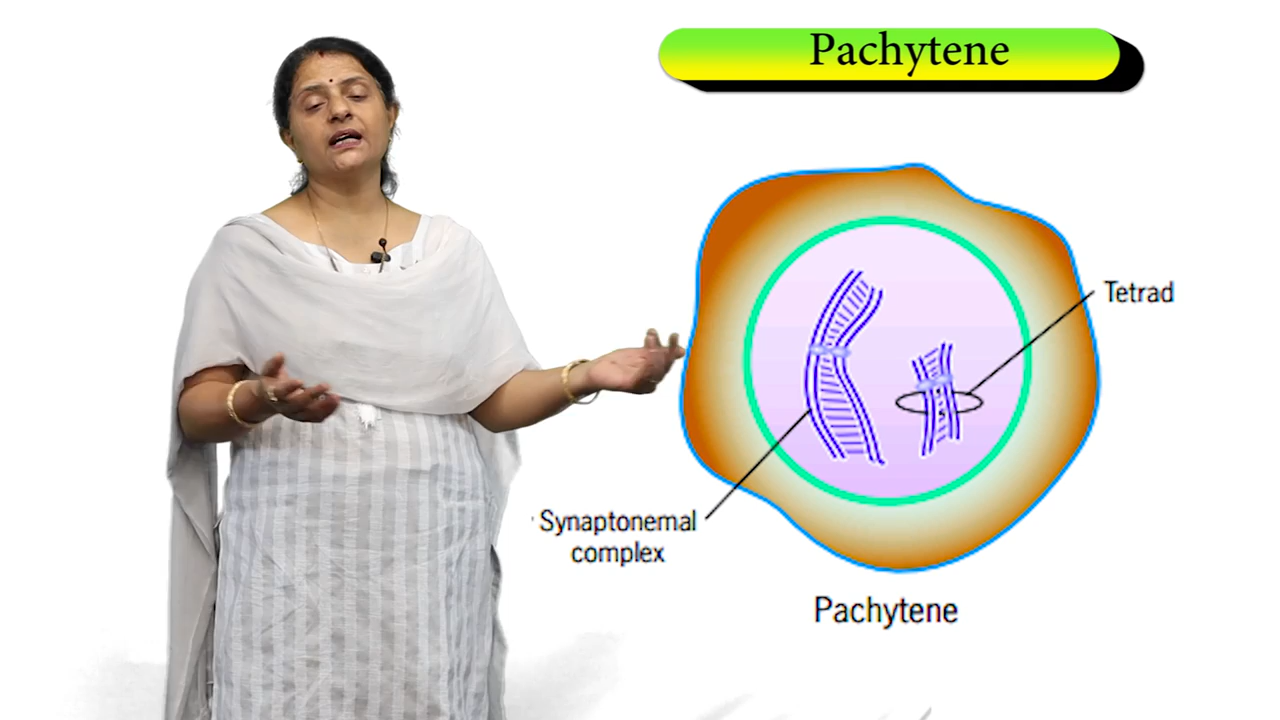 Pachytene
Tetrad
Synaptonemal
complex
Pachytene